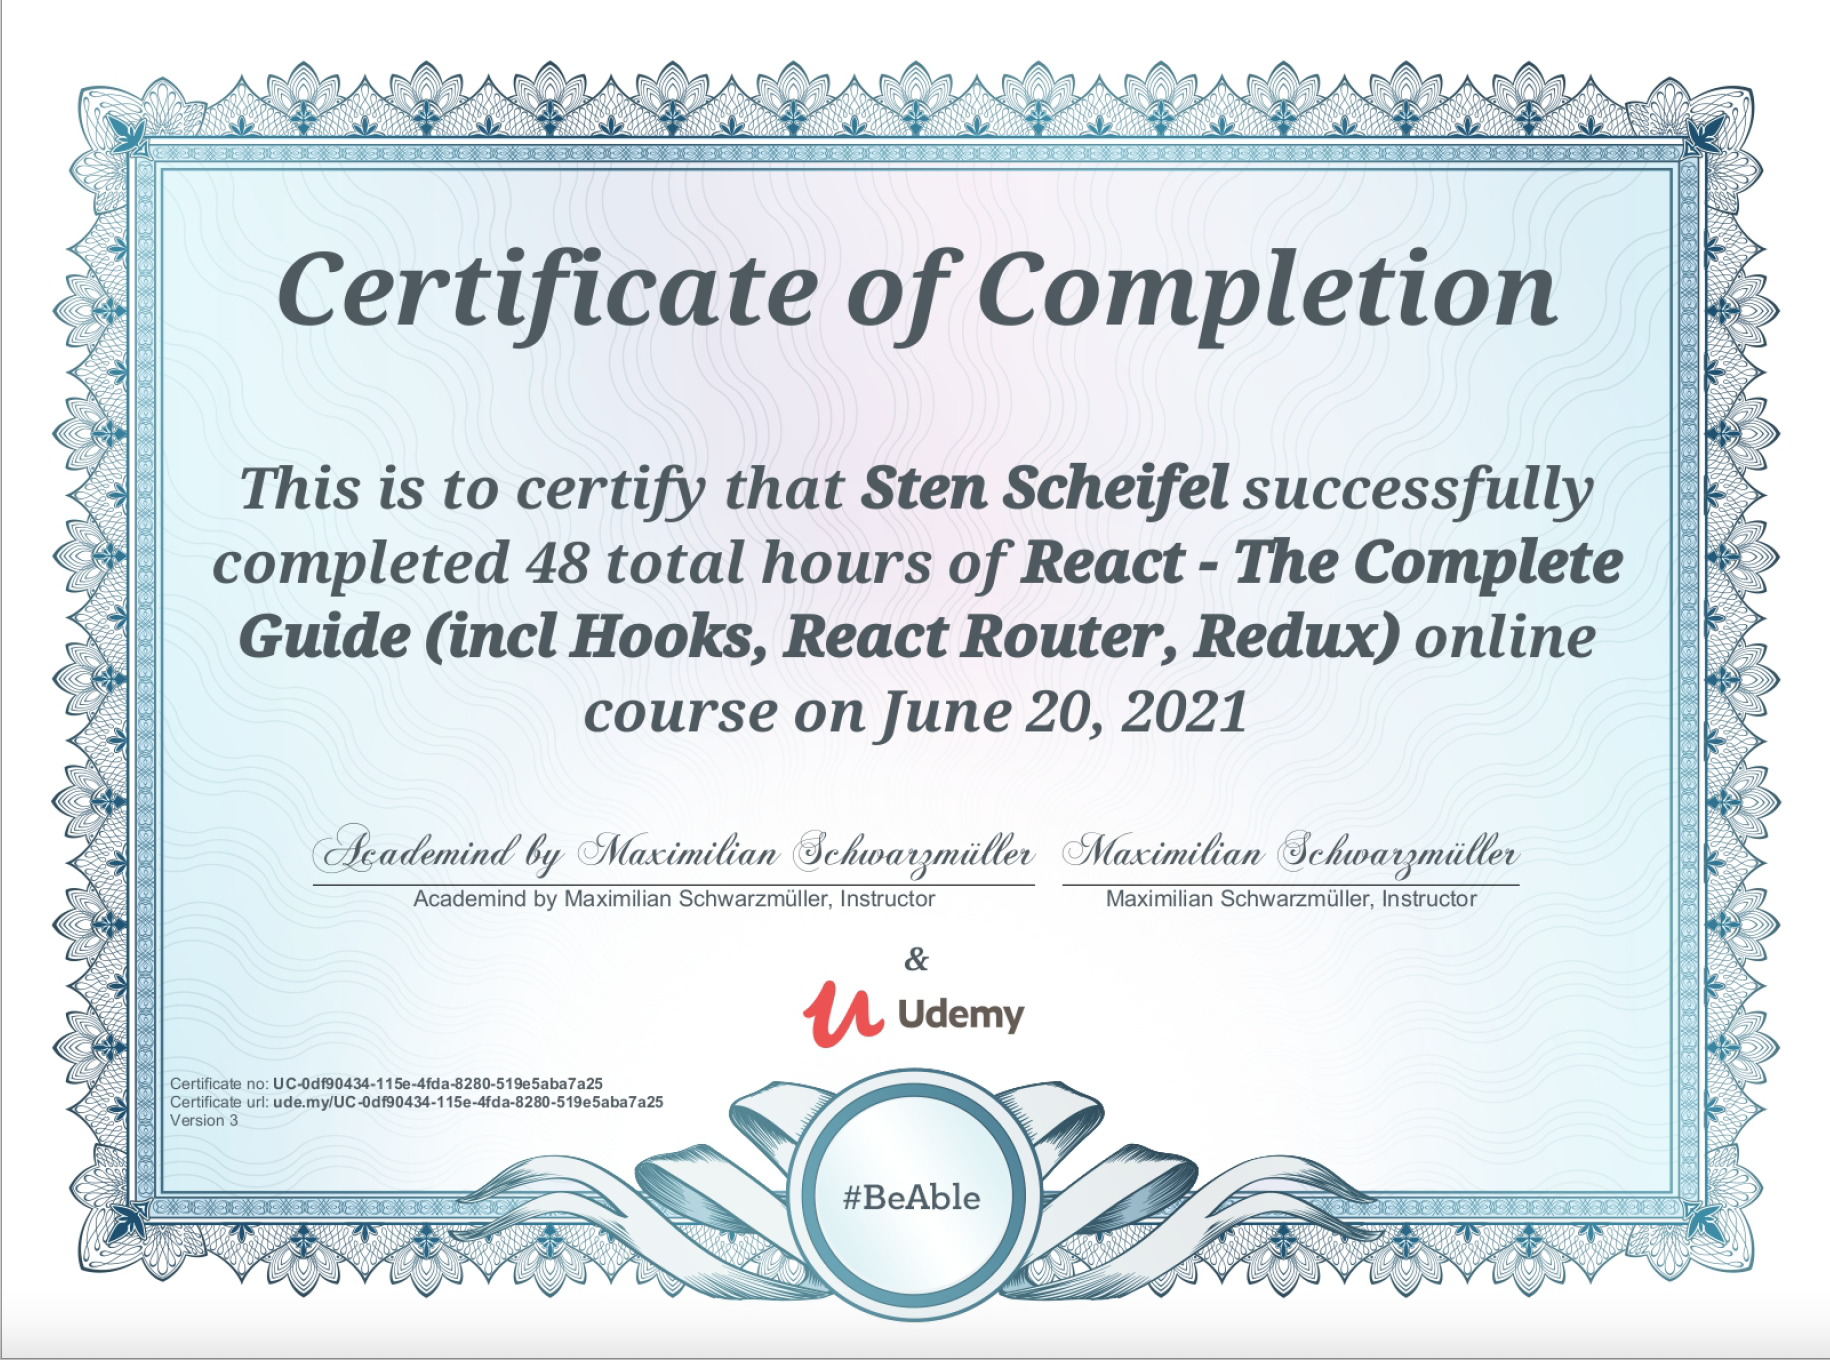 Certificate of Completion
This is to certify that Sten Scheifel successfully
completed 48 total hours of React - The Complete
Guide (incl Hooks, React Router, Redux) online
course on June 20, 2021
Academind by Maximilian Schwarzmüller Maximilian Schwarzmüller
Academind by Maximilian Schwarzmüller, Instructor Maximilian Schwarzmüller, Instructor
&
Udemy
Certificate no: UC-0df90434-115e-4fda-8280-519e5aba7a25
Certificate url: ude.my/UC-0df90434-115e-4fda-8280-519e5aba7a25
Version 3
#BeAble